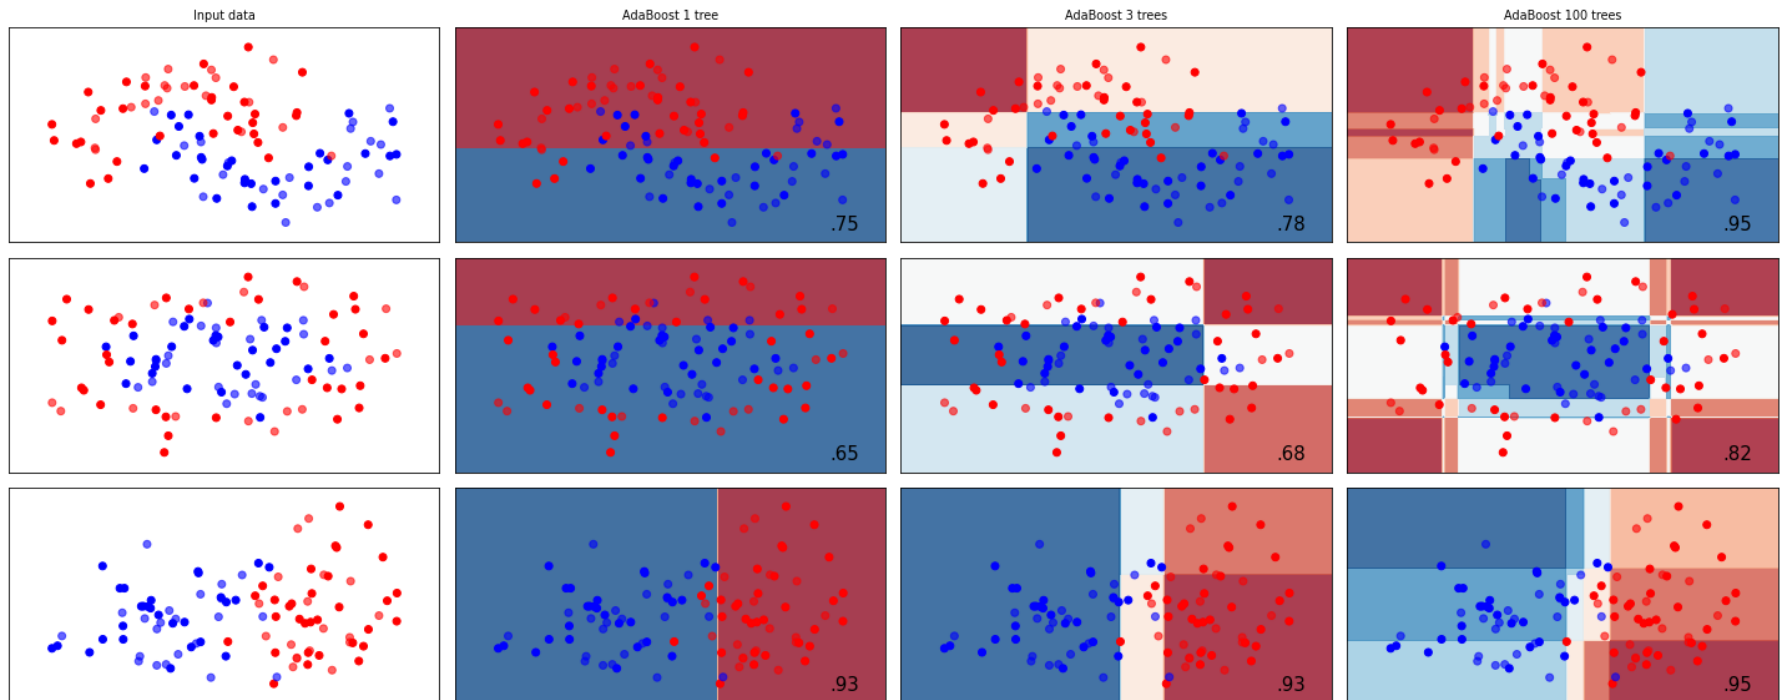 Input data
AdaBoost 1 tree
AdaBoost 3 trees
AdaBoost 100 trees
.75
.78
.95
.65
.68
.82
.93
.93
.95